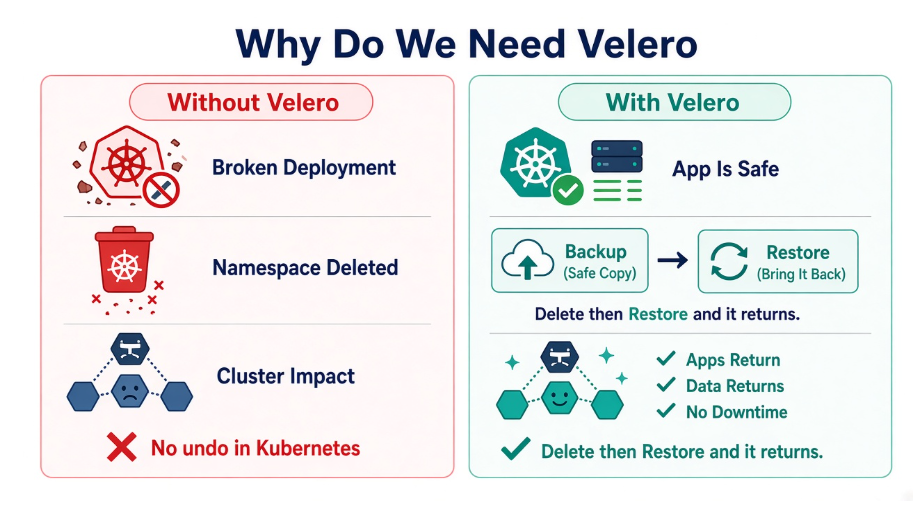 Why Do We Need Velero
Without Velero
Broken Deployment
Namespace Deleted
Cluster Impact
No undo in Kubernetes
With Velero
App Is Safe
Backup
(Safe Copy)
Restore
(Bring It Back)
Delete then Restore and it returns.
Apps Return
Data Returns
No Downtime
Delete then Restore and it returns.